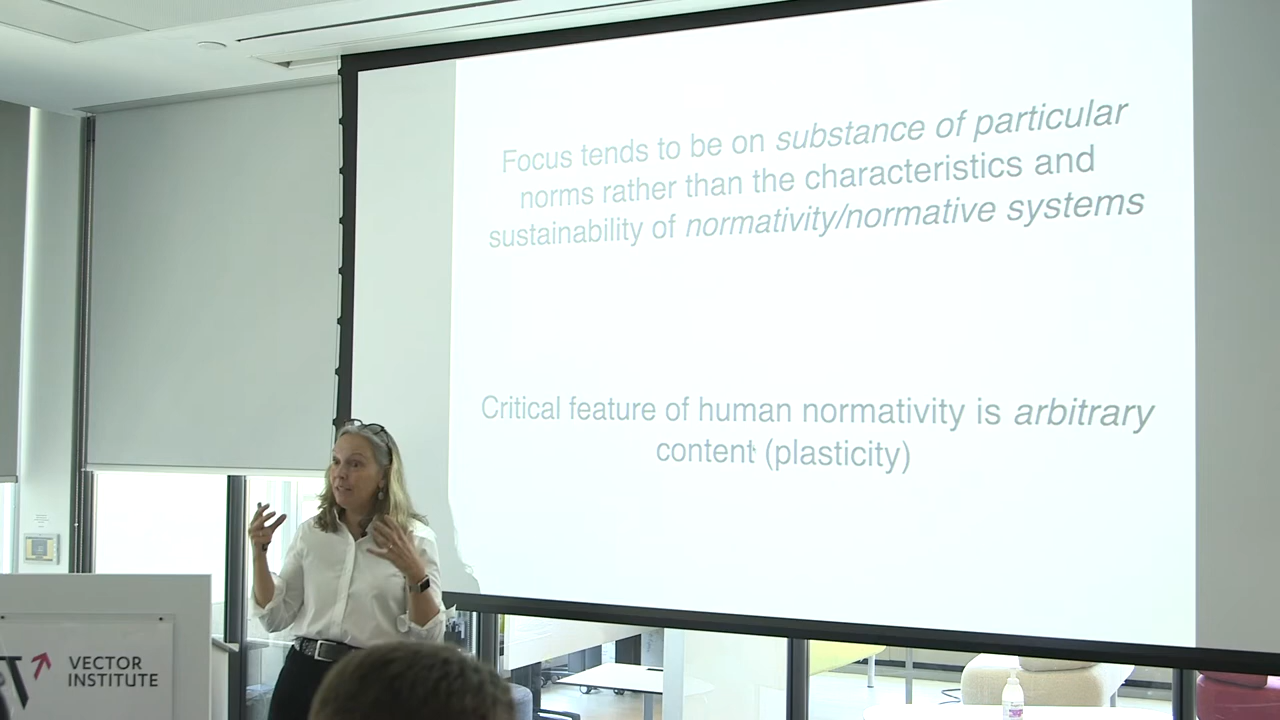 Focus tends to be on substance of particular
norms rather than the characteristics and
sustainability of normativity/normative systems
Critical feature of human normativity is arbitrary
content (plasticity)
VECTOR
INSTITUTE